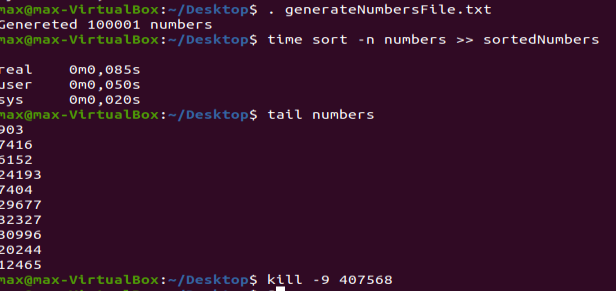 max@max-VirtualBox:~/Desktop$ . generateNumbersFile.txt
Genereted 100001 numbers
max@max-VirtualBox:~/Desktop$ time sort -n numbers >> sortedNumbers
real 0m0,085s
user 0m0,050s
sys 0m0,020s
max@max-VirtualBox:~/Desktop$ tail numbers
903
7416
6152
24193
7404
29677
32327
30996
20244
12465
max@max-VirtualBox:~/Desktop$ kill -9 407568